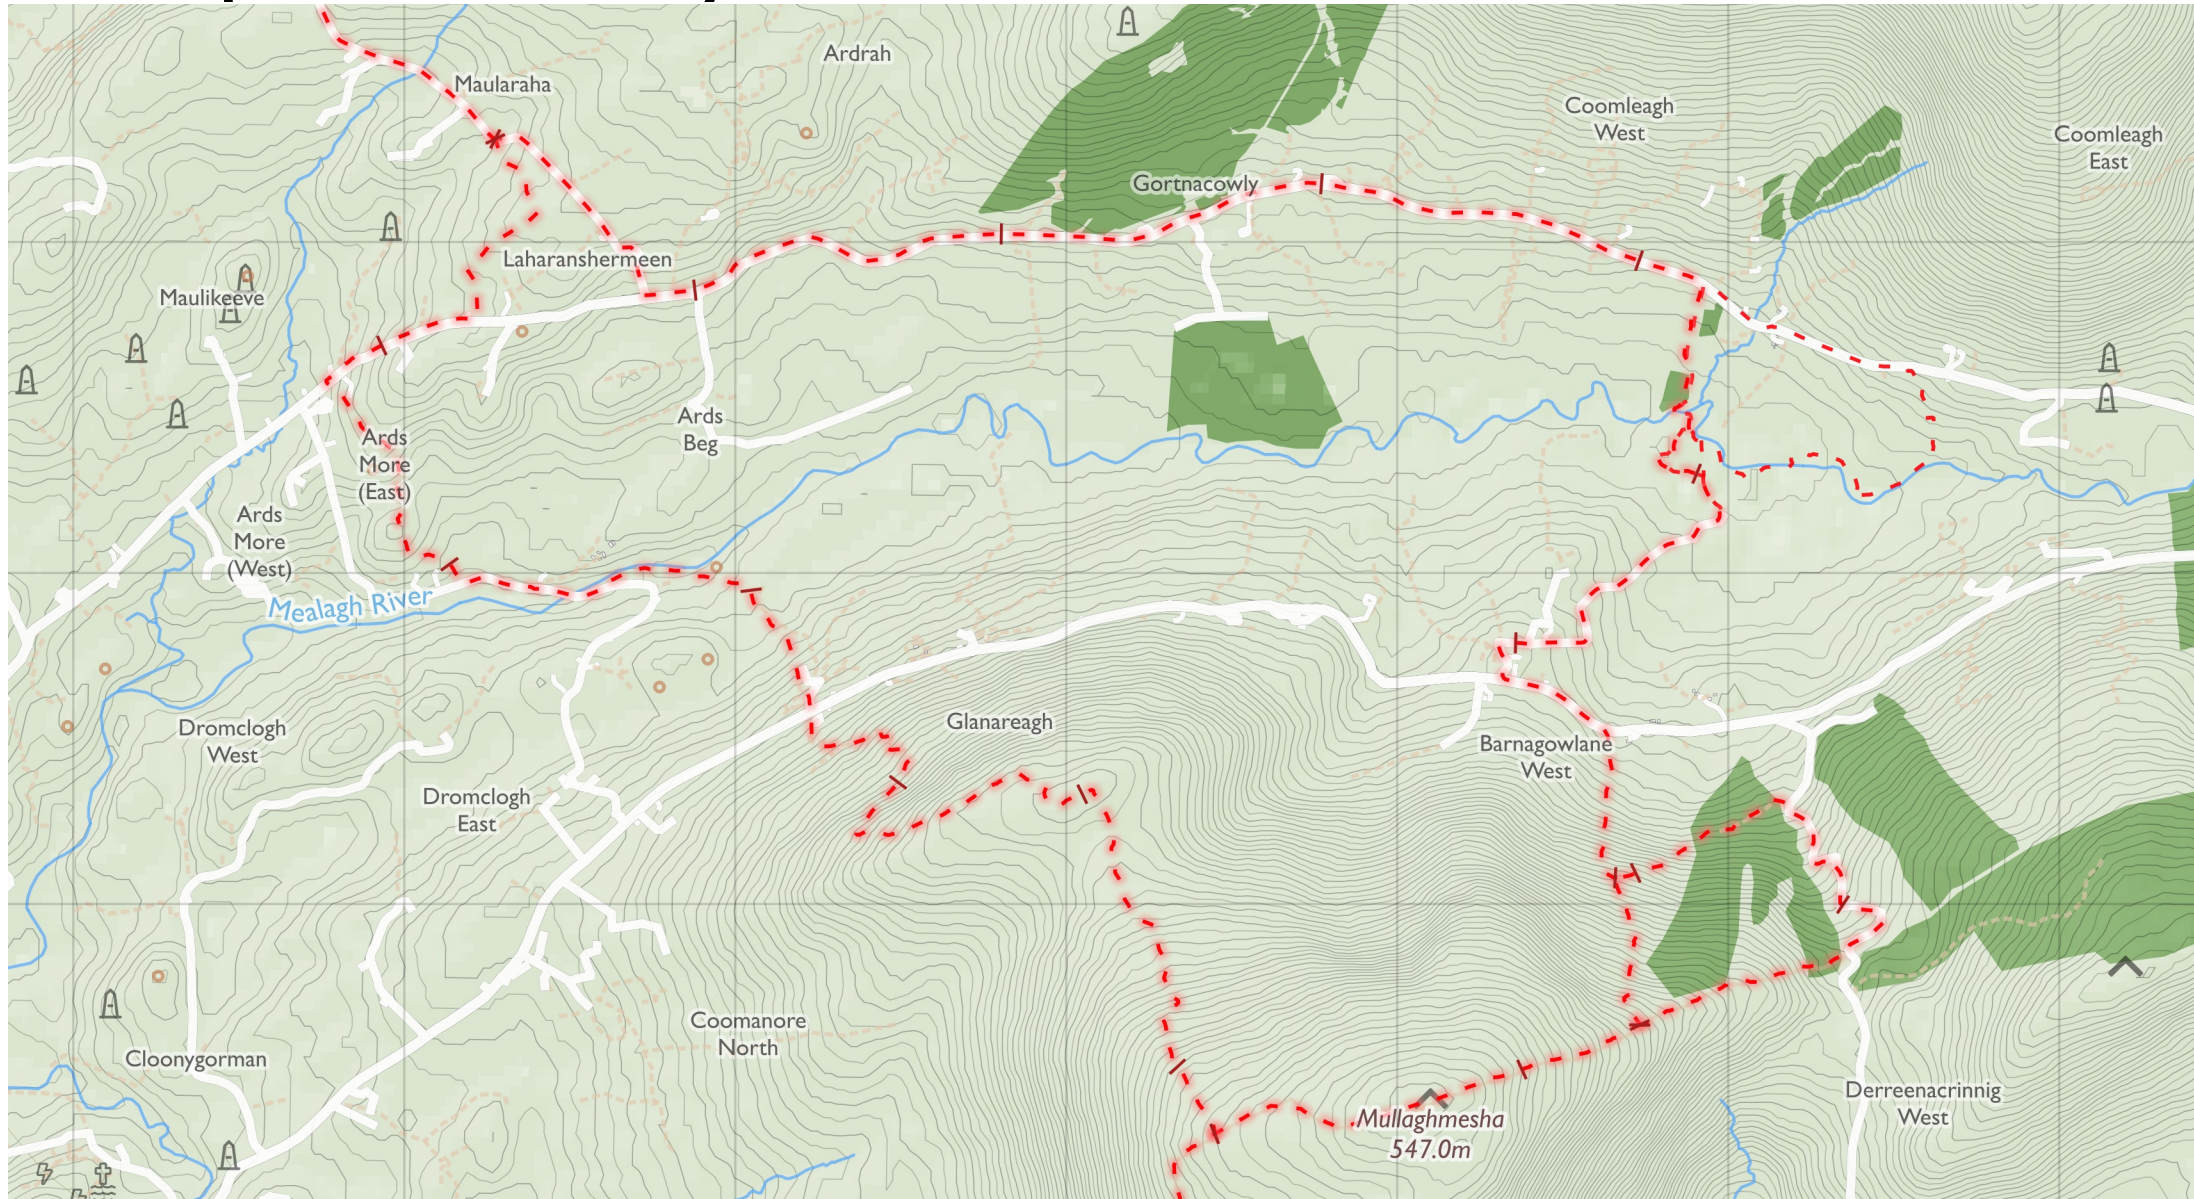 Ardrah
Maularaha
Coomleagh
West
Coomleagh
East
Gortnacowly
Laharanshermeen
Maulikeeve
Ards
Beg
Ards
More
(East)
Ards
More
(West)
Mealagh River
Dromclogh
West
Glanareagh
Barnagowlane
West
Dromclogh
East
Coomanore
North
Cloonygorman
Derreenacrinnig
West
Mullaghmesha
547.0m